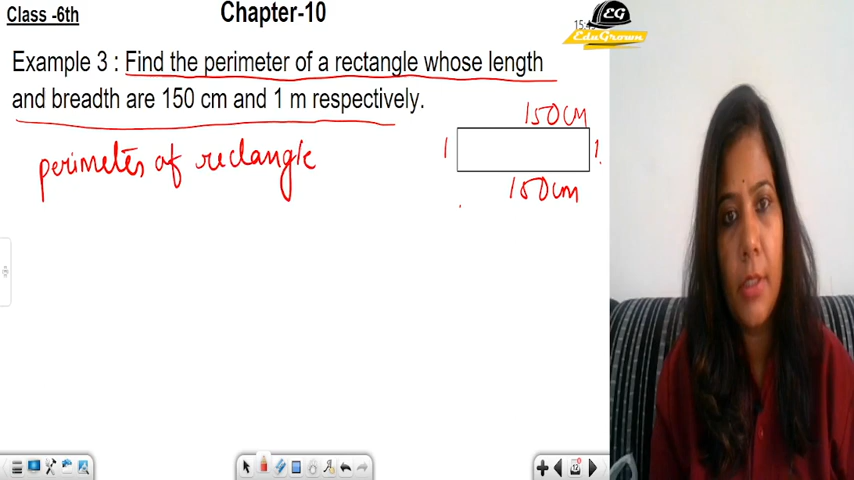 Class -6th
Chapter-10
EG
EduGrown
Example 3 : Find the perimeter of a rectangle whose length
and breadth are 150 cm and 1 m respectively.
150cm
perimeter of rectangle
1
1
150cm